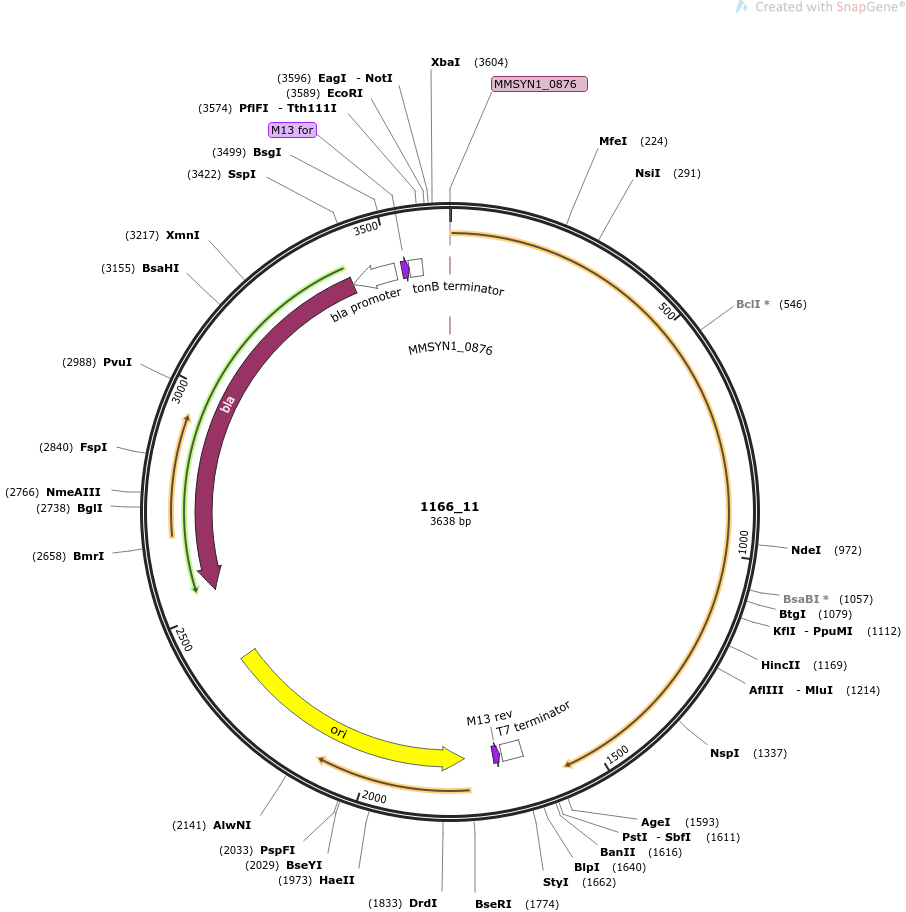 Created with SnapGene®
XbaI (3604)
(3596) EagI - NotI
(3589) EcoRI
(3574) PflFI - Tth111I
M13 for
(3499) BsgI
(3422) SspI
(3217) XmnI
(3155) BsaHI
(2988) PvuI
(2840) FspI
(2766) NmeAIII
(2738) BglI
(2658) BmrI
MMSYN1_0876
MfeI (224)
NsiI (291)
BclI * (546)
NdeI (972)
BsaBI * (1057)
BtgI (1079)
KflI - PpuMI (1112)
HincII (1169)
AflIII - MluI (1214)
NspI (1337)
AgeI (1593)
PstI - SbfI (1611)
BanII (1616)
BlpI (1640)
StyI (1662)
BseRI (1774)
(1833) DrdI
(1973) HaeII
(2029) BseYI
(2033) PspFI
(2141) AlwNI
500
1000
1500
2000
2500
3000
3500
bla promoter
tonB terminator
MMSYN1_0876
bla
1166_11
3638 bp
M13 rev
T7 terminator
ori